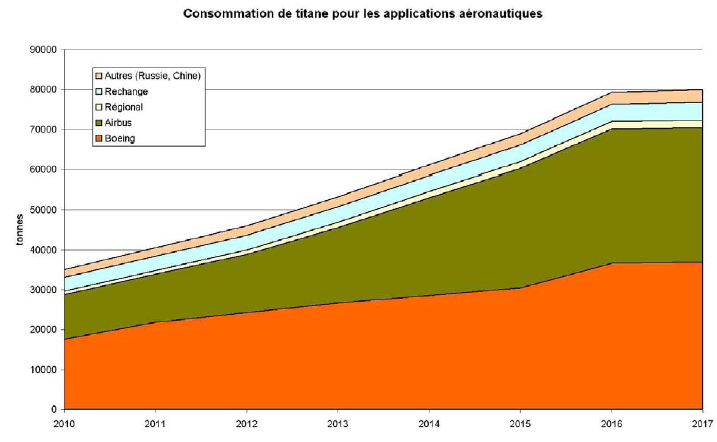 Consommation de titane pour les applications aéronautiques
90000
80000
70000
60000
50000
40000
30000
20000
10000
0
tonnes
Autres (Russie, Chine)
Rechange
Régional
Airbus
Boeing
2010 2011 2012 2013 2014 2015 2016 2017